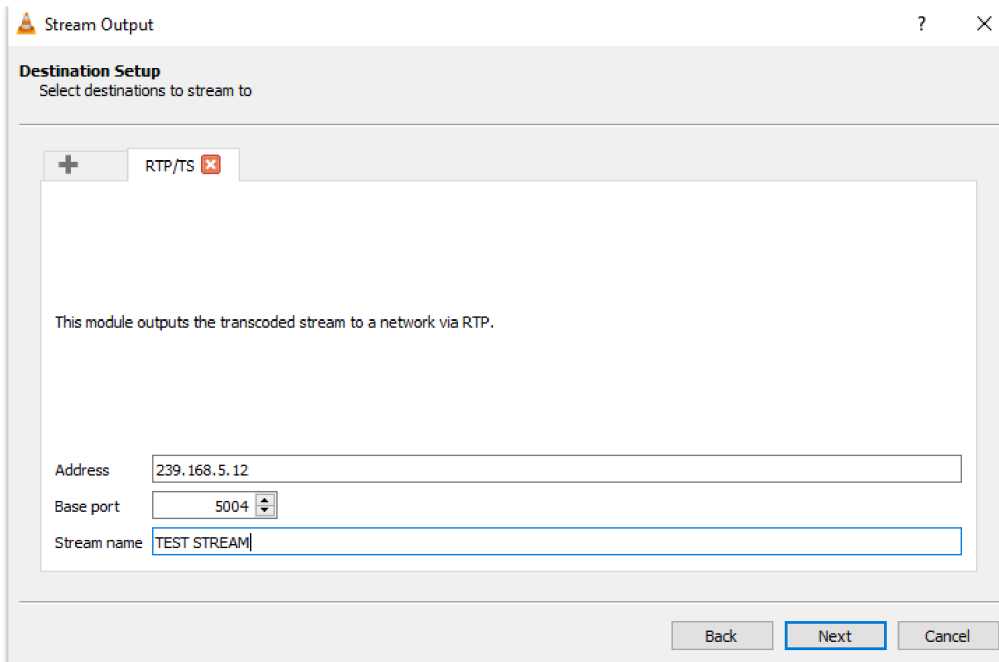 Stream Output
Destination Setup
Select destinations to stream to
RTP/TS
This module outputs the transcoded stream to a network via RTP.
Address 239.168.5.12
Base port 5004
Stream name TEST STREAM
Back Next Cancel